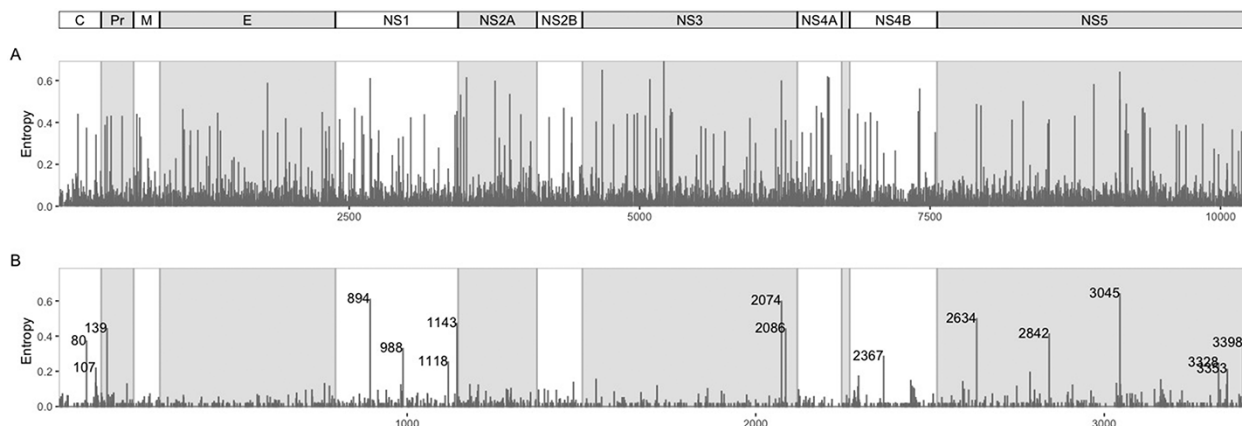 C Pr M E NS1 NS2A NS2B NS3 NS4A NS4B NS5
A
Entropy
0.6
0.4
0.2
0.0
2500 5000 7500 10000
B
Entropy
0.6
0.4
0.2
0.0
80 107 139 894 988 1118 1143 2074 2086 2367 2634 2842 3045 3328 3353 3398
1000 2000 3000